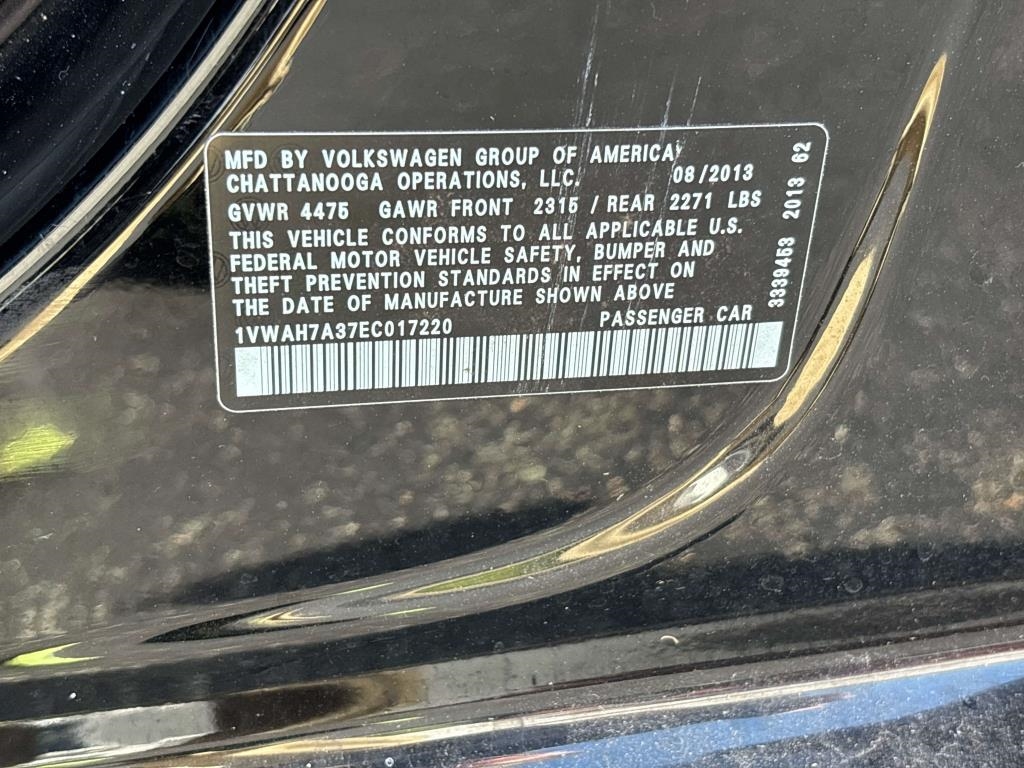 MFD BY VOLKSWAGEN GROUP OF AMERICA
CHATTANOOGA OPERATIONS, LLC. 08/2013
GVWR 4475 GAWR FRONT 2315 / REAR 2271 LBS
THIS VEHICLE CONFORMS TO ALL APPLICABLE U.S.
FEDERAL MOTOR VEHICLE SAFETY, BUMPER AND
THEFT PREVENTION STANDARDS IN EFFECT ON
THE DATE OF MANUFACTURE SHOWN ABOVE
1VWAH7A37EC017220 PASSENGER CAR
3339453 2013 62